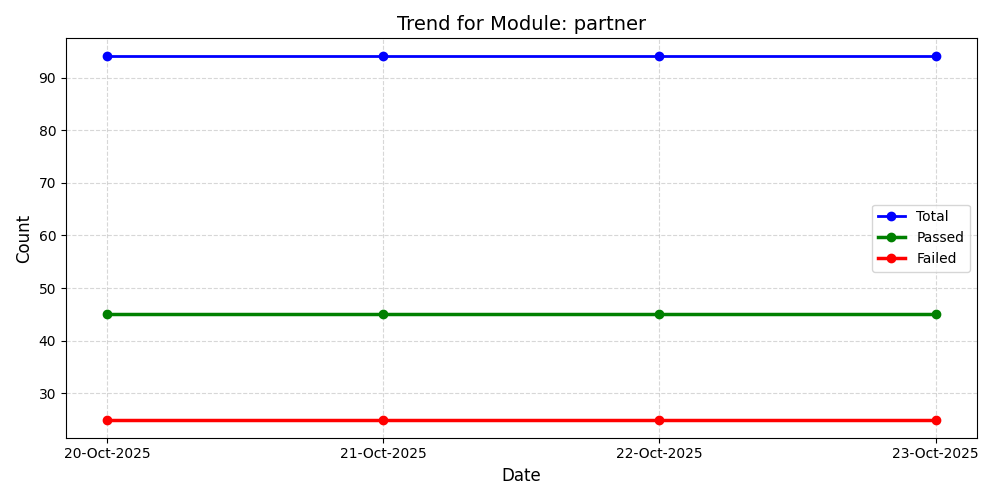 Trend for Module: partner
Count
90
80
70
60
50
40
30
Total
Passed
Failed
20-Oct-2025 21-Oct-2025 22-Oct-2025 23-Oct-2025
Date